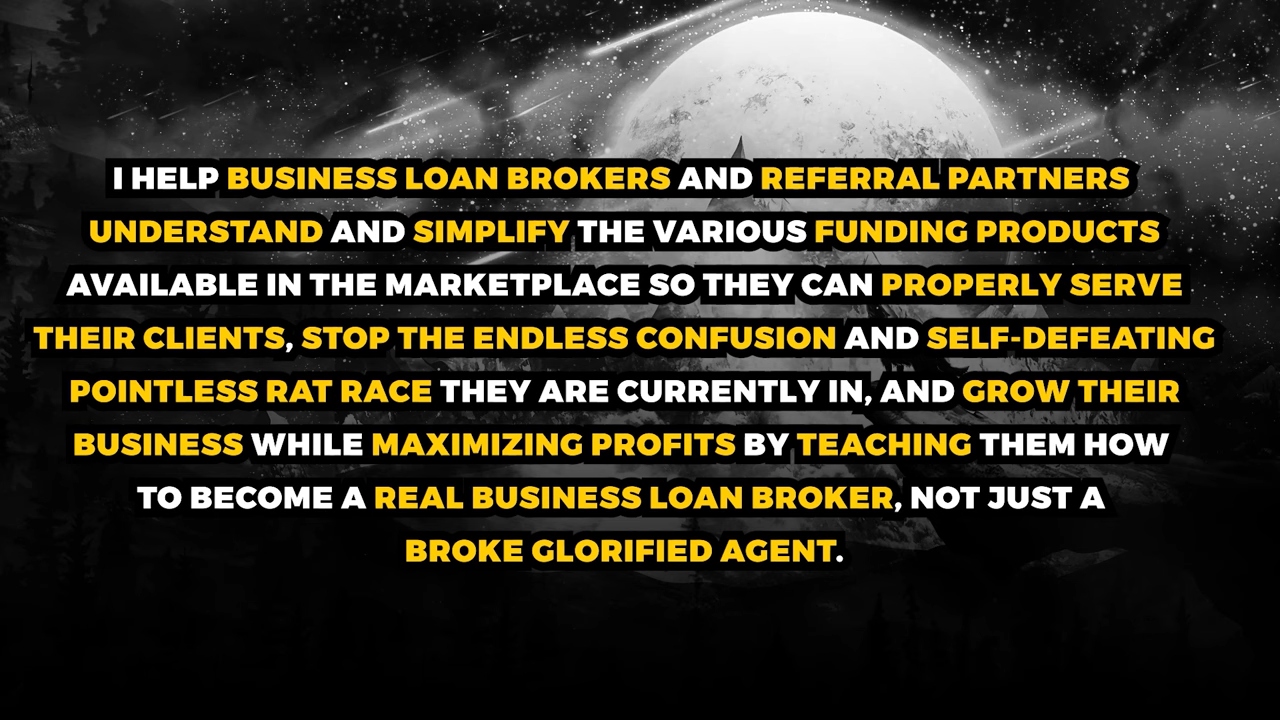 I HELP BUSINESS LOAN BROKERS AND REFERRAL PARTNERS
UNDERSTAND AND SIMPLIFY THE VARIOUS FUNDING PRODUCTS
AVAILABLE IN THE MARKETPLACE SO THEY CAN PROPERLY SERVE
THEIR CLIENTS, STOP THE ENDLESS CONFUSION AND SELF-DEFEATING
POINTLESS RAT RACE THEY ARE CURRENTLY IN, AND GROW THEIR
BUSINESS WHILE MAXIMIZING PROFITS BY TEACHING THEM HOW
TO BECOME A REAL BUSINESS LOAN BROKER, NOT JUST A
BROKE GLORIFIED AGENT.